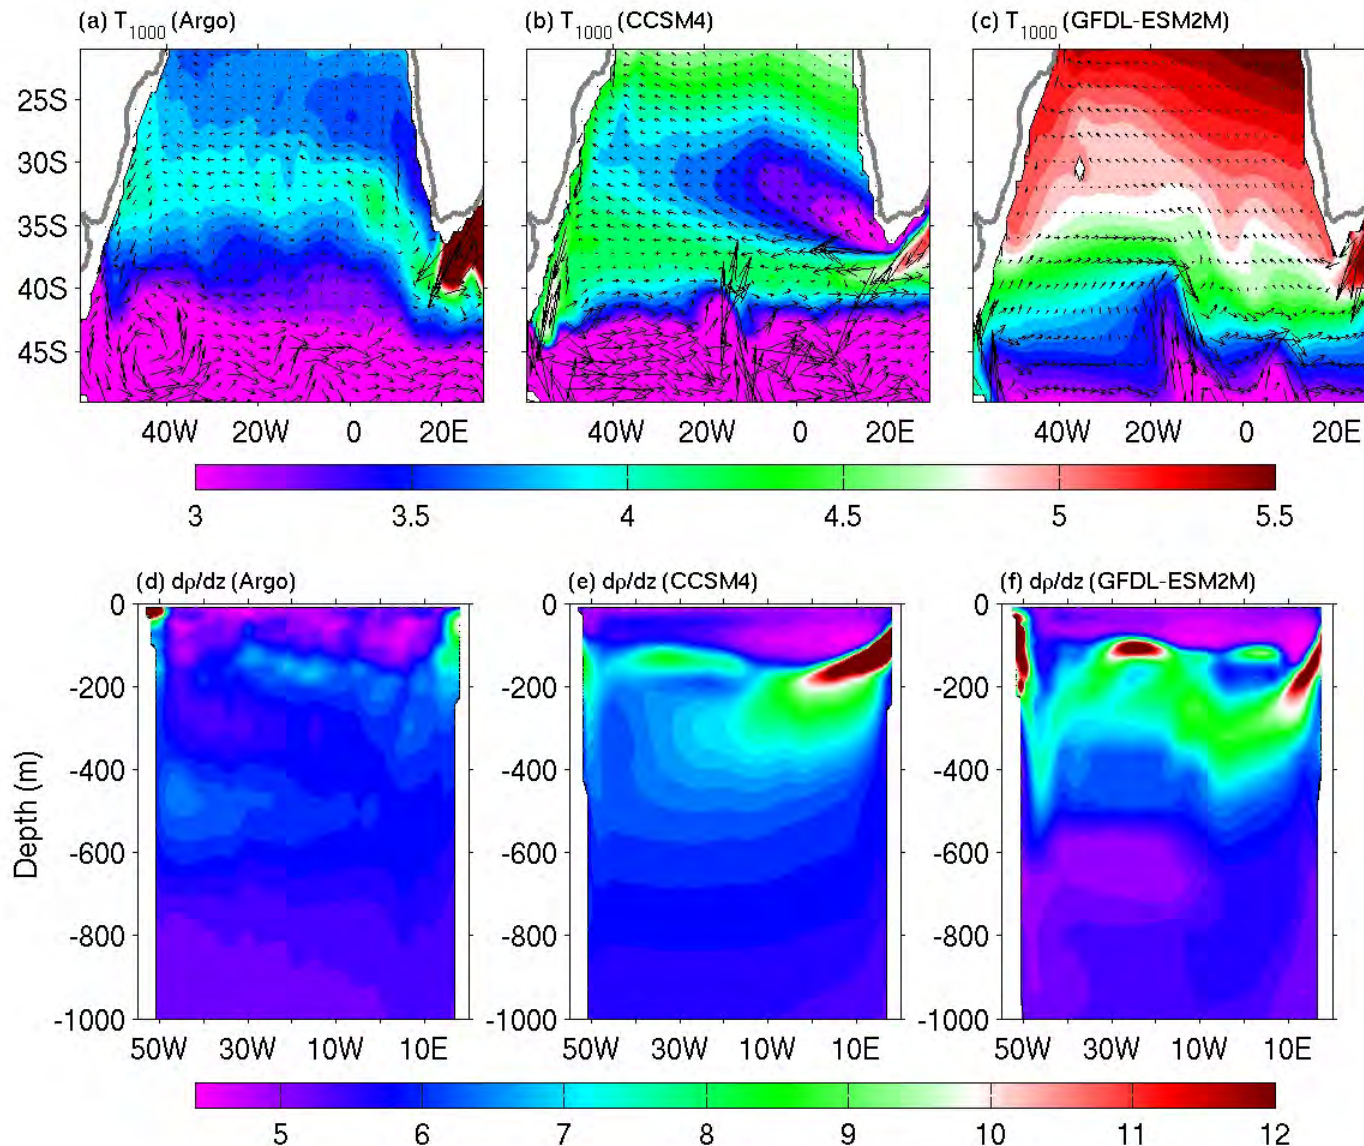 (a) T1000 (Argo) (b) T1000 (CCSM4) (c) T1000 (GFDL-ESM2M)
25S
30S
35S
40S
45S
40W 20W 0 20E 40W 20W 0 20E 40W 20W 0 20E
3 3.5 4 4.5 5 5.5
(d) dρ/dz (Argo) (e) dρ/dz (CCSM4) (f) dρ/dz (GFDL-ESM2M)
0 0 0
-200 -200 -200
-400 -400 -400
-600 -600 -600
-800 -800 -800
-1000 -1000 -1000
Depth (m)
50W 30W 10W 10E 50W 30W 10W 10E 50W 30W 10W 10E
5 6 7 8 9 10 11 12